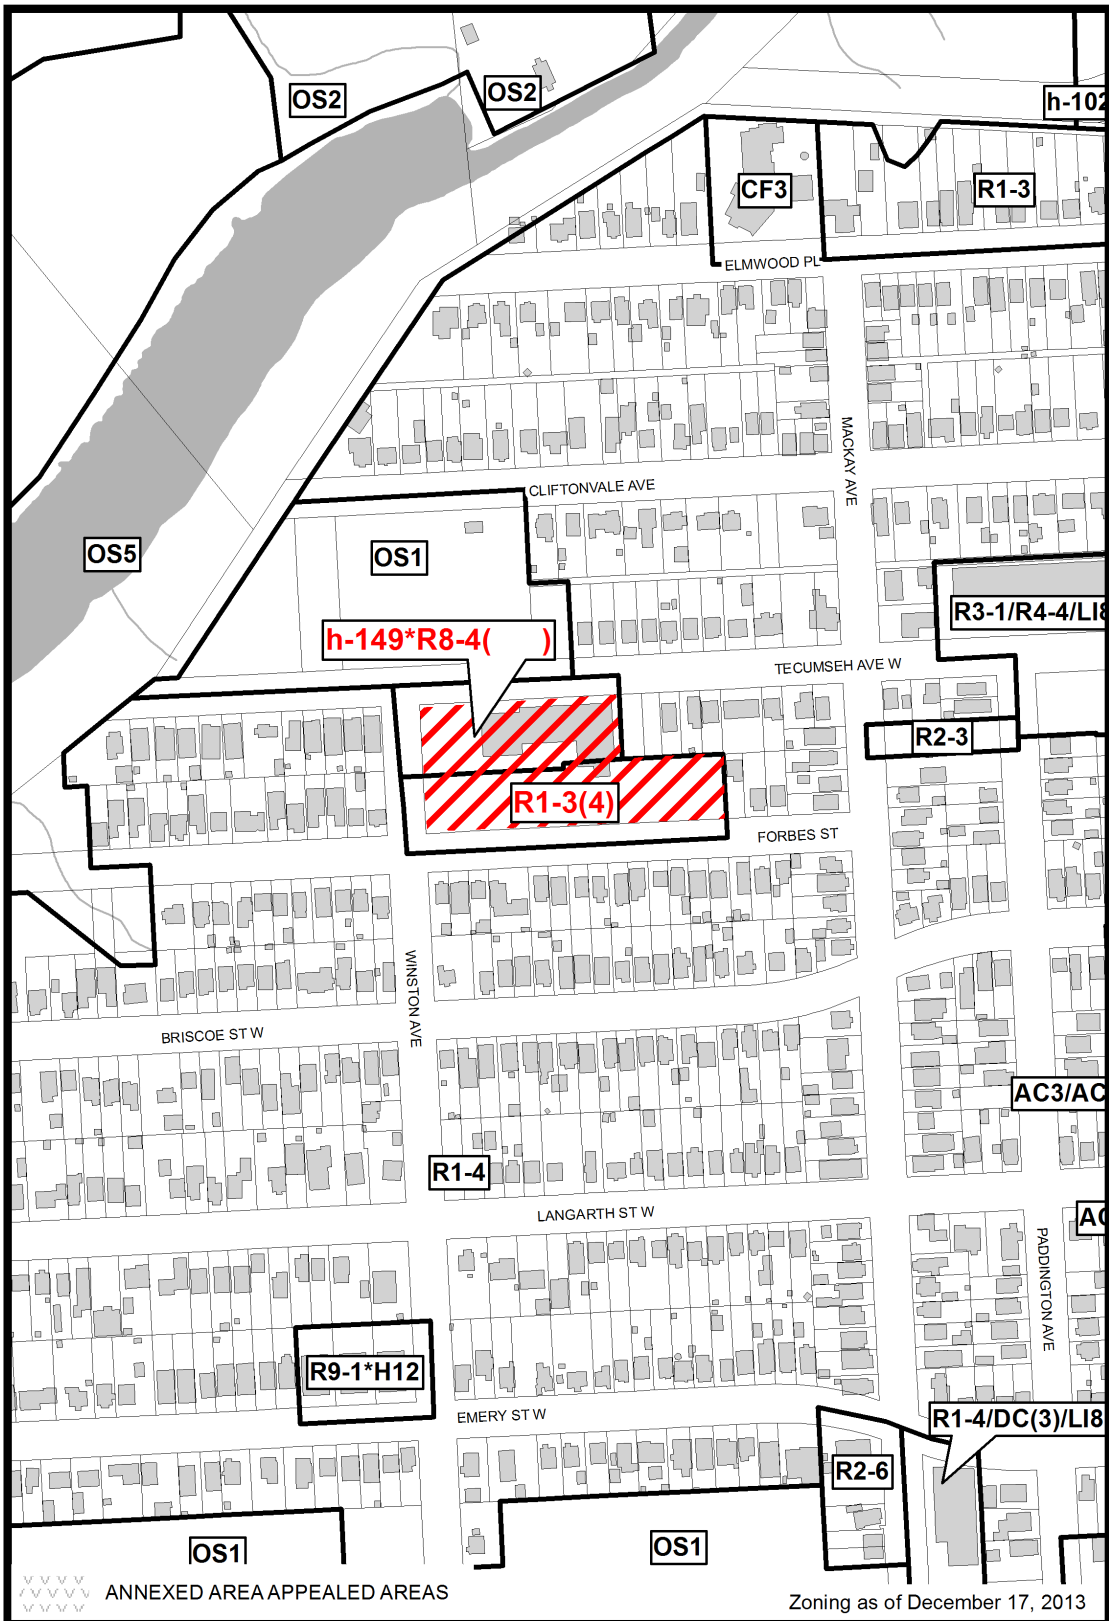 OS2
OS2
h-102
CF3
R1-3
ELMWOOD PL
MACKAY AVE
CLIFTONVALE AVE
OS5
OS1
R3-1/R4-4/LI8
h-149*R8-4( )
TECUMSEH AVE W
R2-3
R1-3(4)
FORBES ST
WINSTON AVE
BRISCOE ST W
AC3/AC
R1-4
LANGARTH ST W
AC
PADDINGTON AVE
R9-1*H12
EMERY ST W
R1-4/DC(3)/LI8
R2-6
OS1
OS1
ANNEXED AREA APPEALED AREAS
Zoning as of December 17, 2013